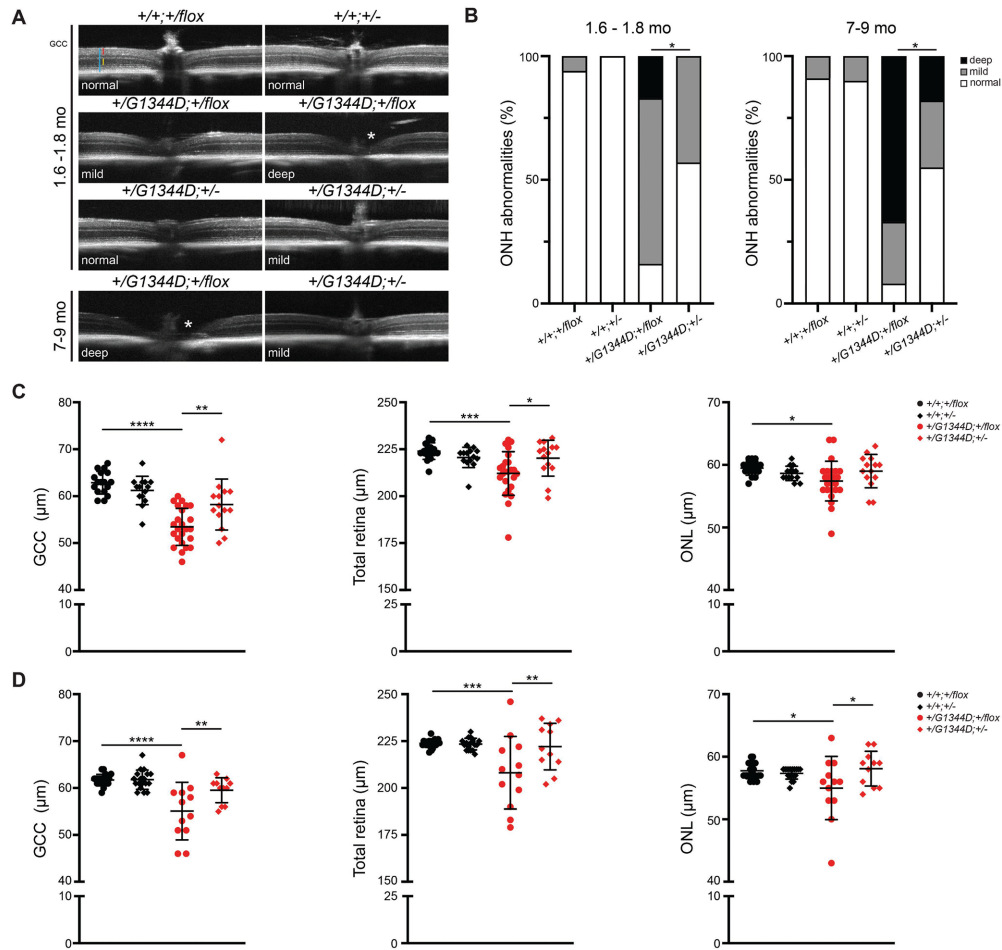 A
+/+;+/flox
+/+;+/-
GCC
normal
normal
1.6 -1.8 mo
+/G1344D;+/flox
+/G1344D;+/flox
*
mild
deep
+/G1344D;+/-
+/G1344D;+/-
normal
mild
7-9 mo
+/G1344D;+/flox
+/G1344D;+/-
*
deep
mild
B
1.6 - 1.8 mo
*
100
50
0
ONH abnormalities (%)
+/+;+/flox
+/+;+/-
+/G1344D;+/flox
+/G1344D;+/-
7-9 mo
*
100
50
0
ONH abnormalities (%)
+/+;+/flox
+/+;+/-
+/G1344D;+/flox
+/G1344D;+/-
deep
mild
normal
C
80
70
60
50
40
10
0
GCC (µm)
****
**
250
225
200
175
150
25
0
Total retina (µm)
***
*
70
60
50
40
10
0
ONL (µm)
*
+/+;+/flox
+/+;+/-
+/G1344D;+/flox
+/G1344D;+/-
D
80
70
60
50
40
10
0
GCC (µm)
****
**
250
225
200
175
150
25
0
Total retina (µm)
***
**
70
60
50
40
10
0
ONL (µm)
*
*
+/+;+/flox
+/+;+/-
+/G1344D;+/flox
+/G1344D;+/-